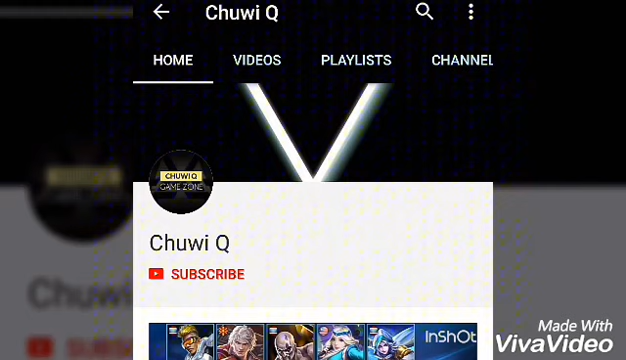 Chuwi Q
HOME VIDEOS PLAYLISTS CHANNEL
CHUWI Q
GAME ZONE
Chuwi Q
SUBSCRIBE
InShOt
Made With
VivaVideo